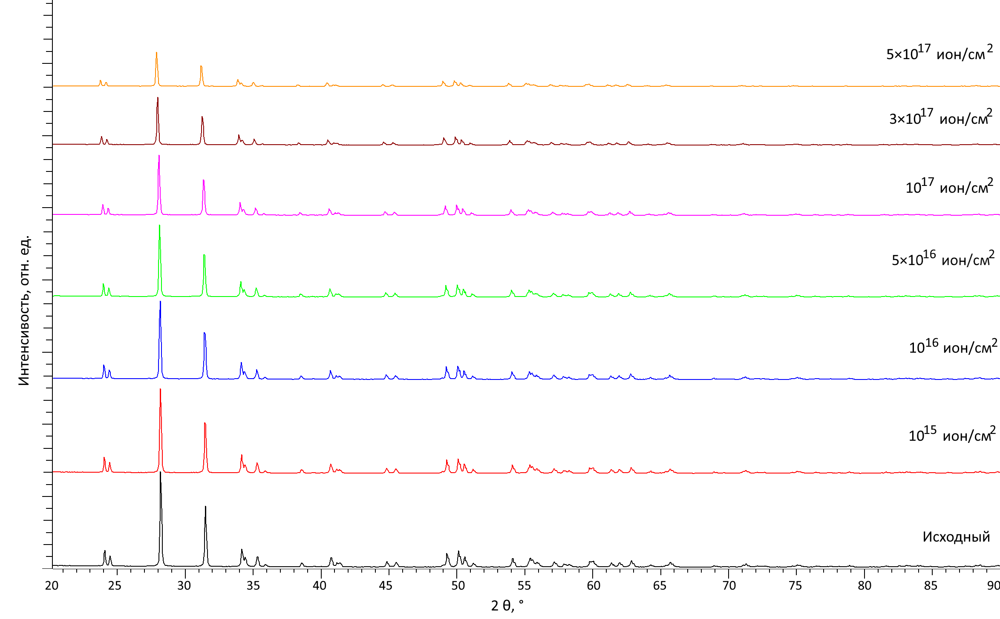 5×10¹⁷ ион/см²
3×10¹⁷ ион/см²
10¹⁷ ион/см²
5×10¹⁶ ион/см²
10¹⁶ ион/см²
10¹⁵ ион/см²
Исходный
Интенсивость, отн. ед.
20 25 30 35 40 45 50 55 60 65 70 75 80 85 90
2 θ, °